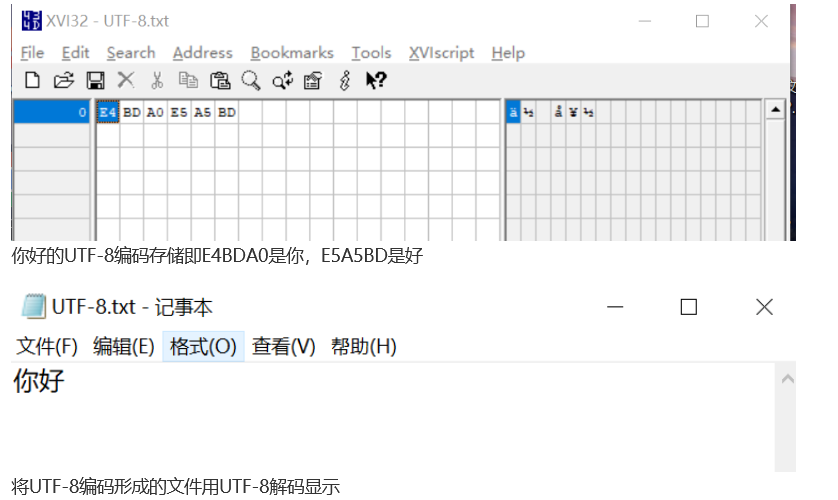 XVI32 - UTF-8.txt
File Edit Search Address Bookmarks Tools XVIscript Help
0 E4 BD A0 E5 A5 BD ä ½ å ¥ ½
你好的UTF-8编码存储即E4BDA0是你，E5A5BD是好
UTF-8.txt - 记事本
文件(F) 编辑(E) 格式(O) 查看(V) 帮助(H)
你好
将UTF-8编码形成的文件用UTF-8解码显示